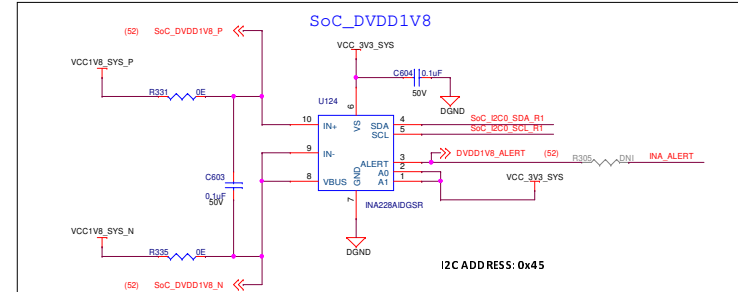 SoC_DVDD1V8
(52) SoC_DVDD1V8_P
VCC_3V3_SYS
VCC1V8_SYS_P
C604 0.1uF
50V
DGND
R331 0E
U124
6
VS
10 IN+
SDA 4 SoC_I2C0_SDA_R1
SCL 5 SoC_I2C0_SCL_R1
9 IN-
ALERT 3 DVDD1V8_ALERT (52)
R305 DNI INA_ALERT
A0 2
8 VBUS
GND
A1 1
VCC_3V3_SYS
C603
0.1uF
50V
7
INA228AIDGSR
VCC1V8_SYS_N
DGND
R335 0E
I2C ADDRESS: 0x45
(52) SoC_DVDD1V8_N